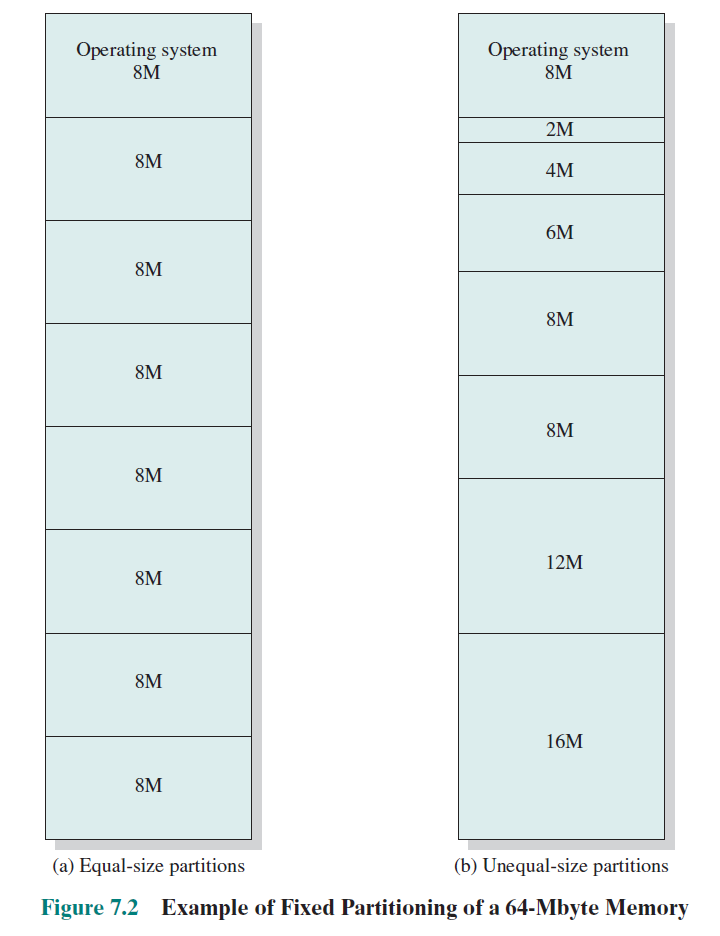 Operating system
8M
8M
8M
8M
8M
8M
8M
8M
(a) Equal-size partitions
Operating system
8M
2M
4M
6M
8M
8M
12M
16M
(b) Unequal-size partitions
Figure 7.2 Example of Fixed Partitioning of a 64-Mbyte Memory